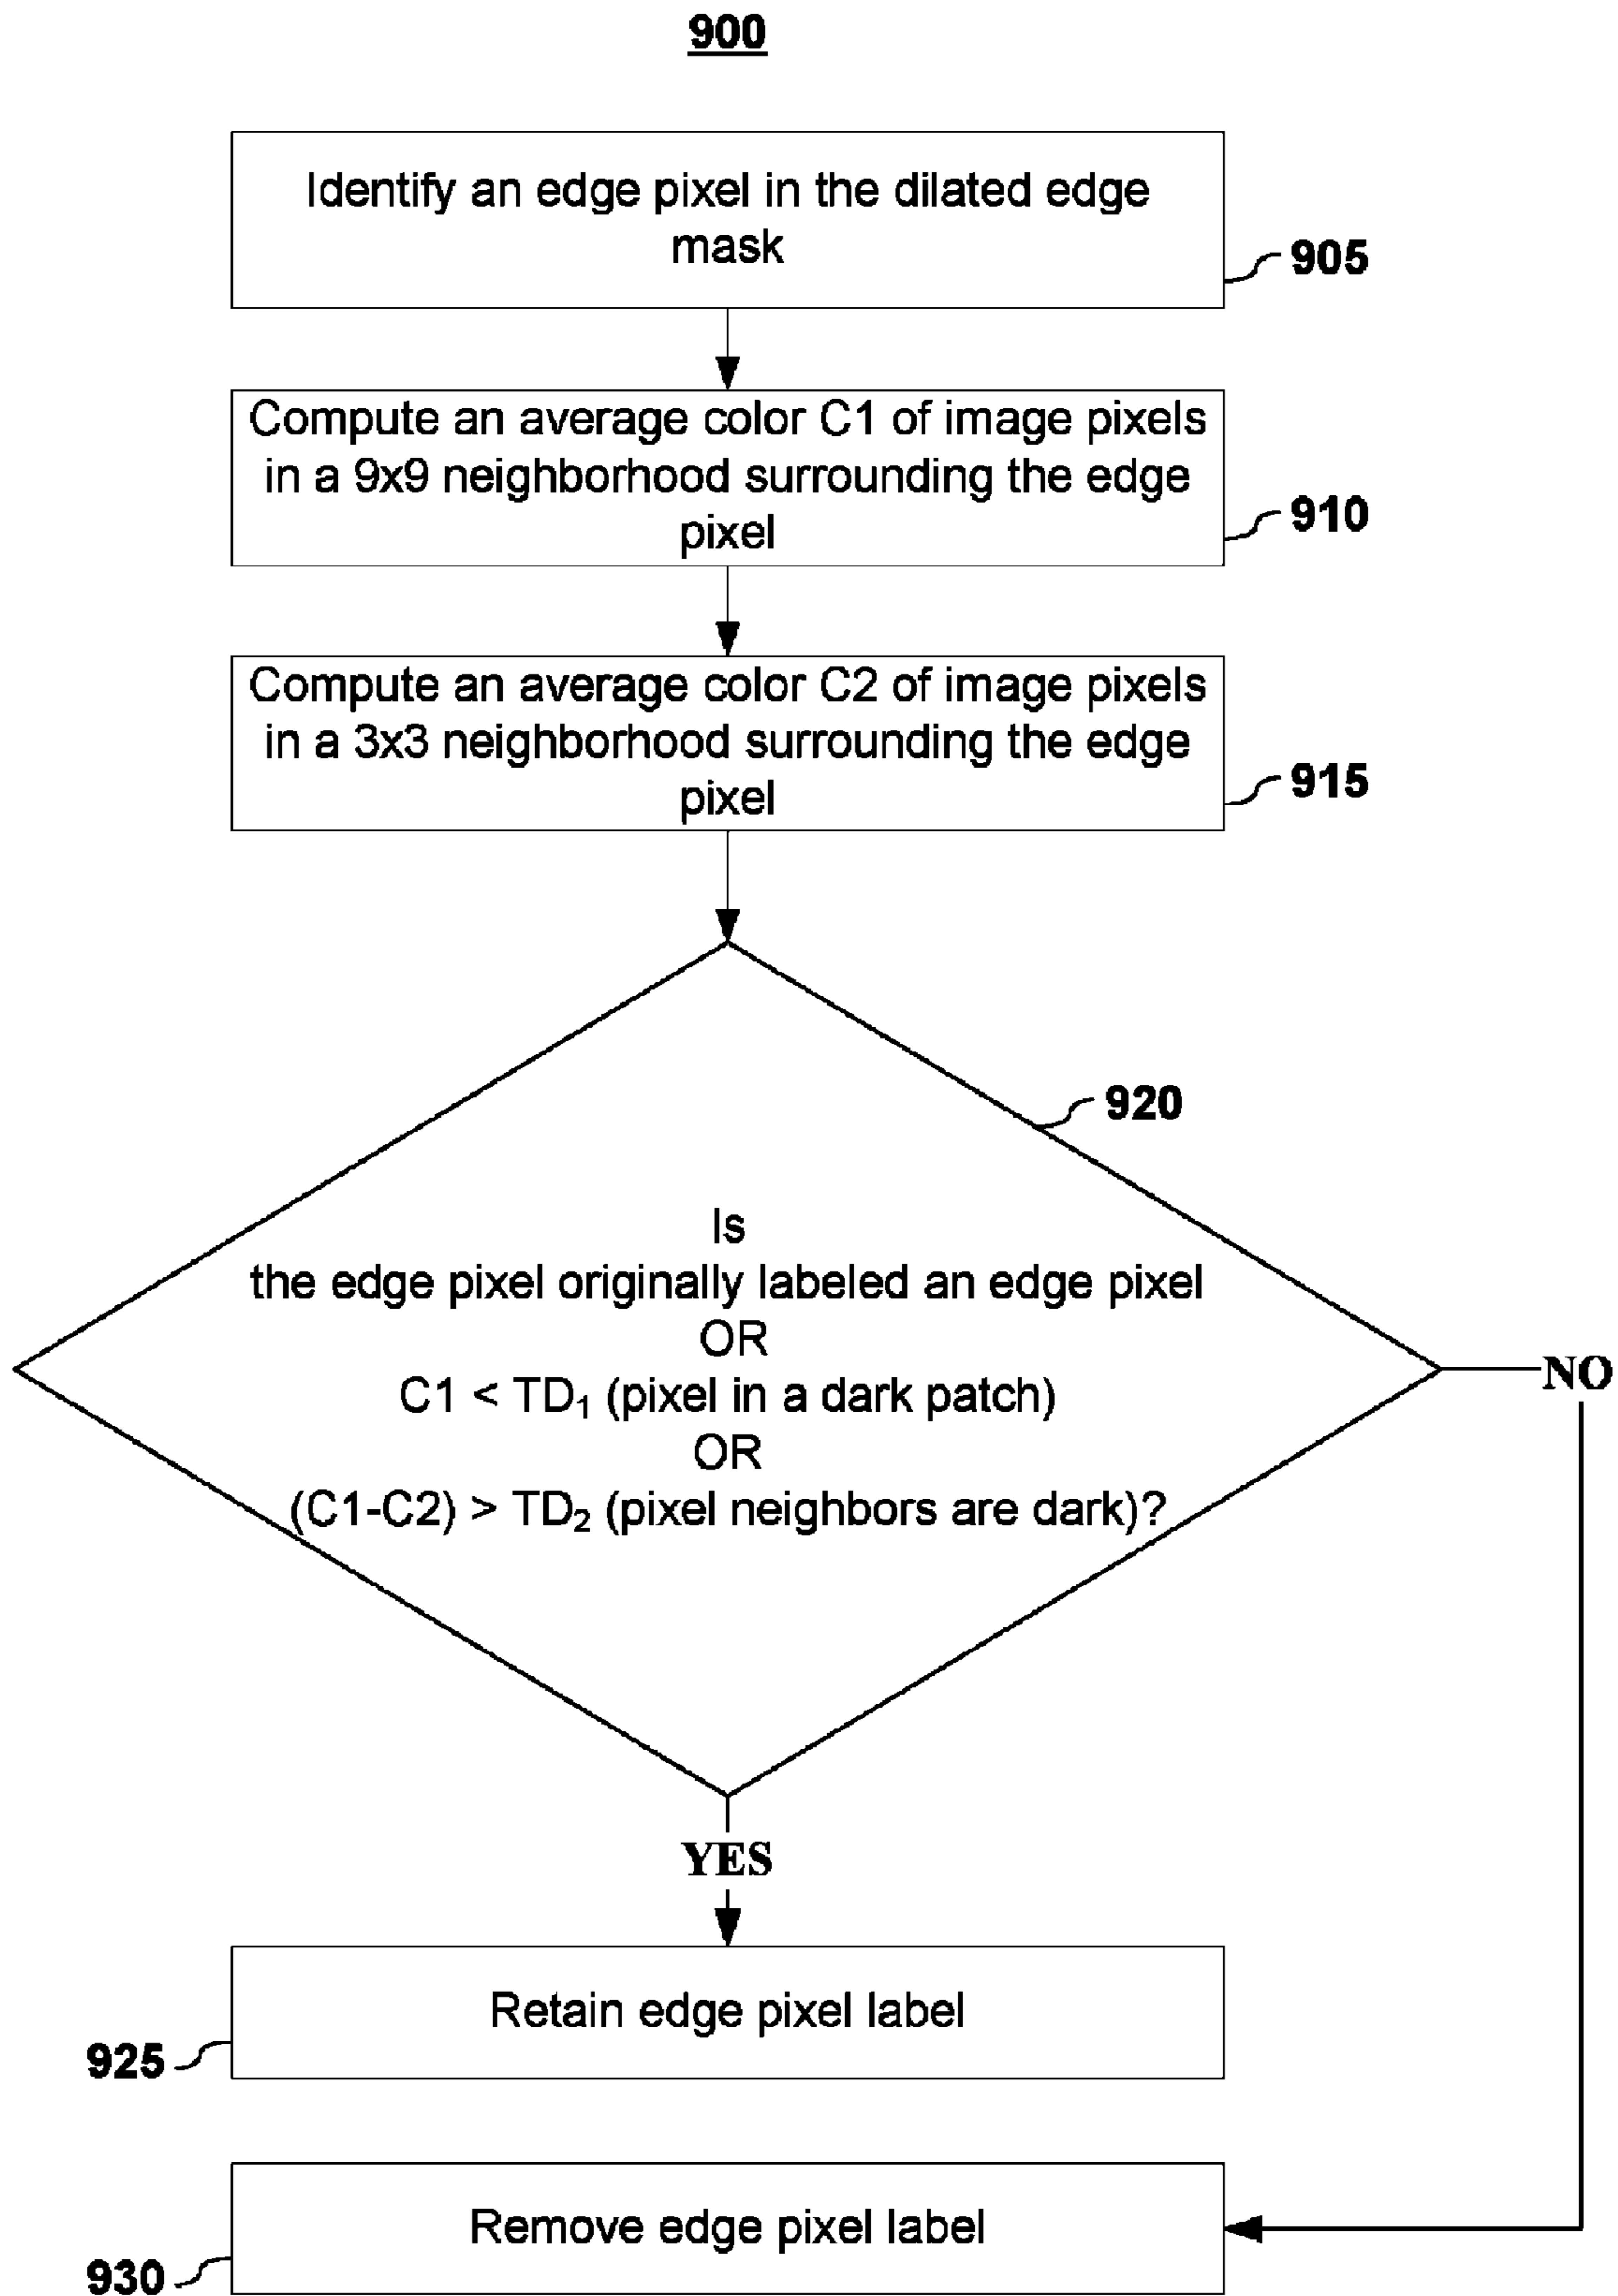 900
Identify an edge pixel in the dilated edge
mask
905
Compute an average color C1 of image pixels
in a 9x9 neighborhood surrounding the edge
pixel
910
Compute an average color C2 of image pixels
in a 3x3 neighborhood surrounding the edge
pixel
915
920
Is
the edge pixel originally labeled an edge pixel
OR
C1 < TD₁ (pixel in a dark patch)
OR
(C1-C2) > TD₂ (pixel neighbors are dark)?
NO
YES
Retain edge pixel label
925
Remove edge pixel label
930